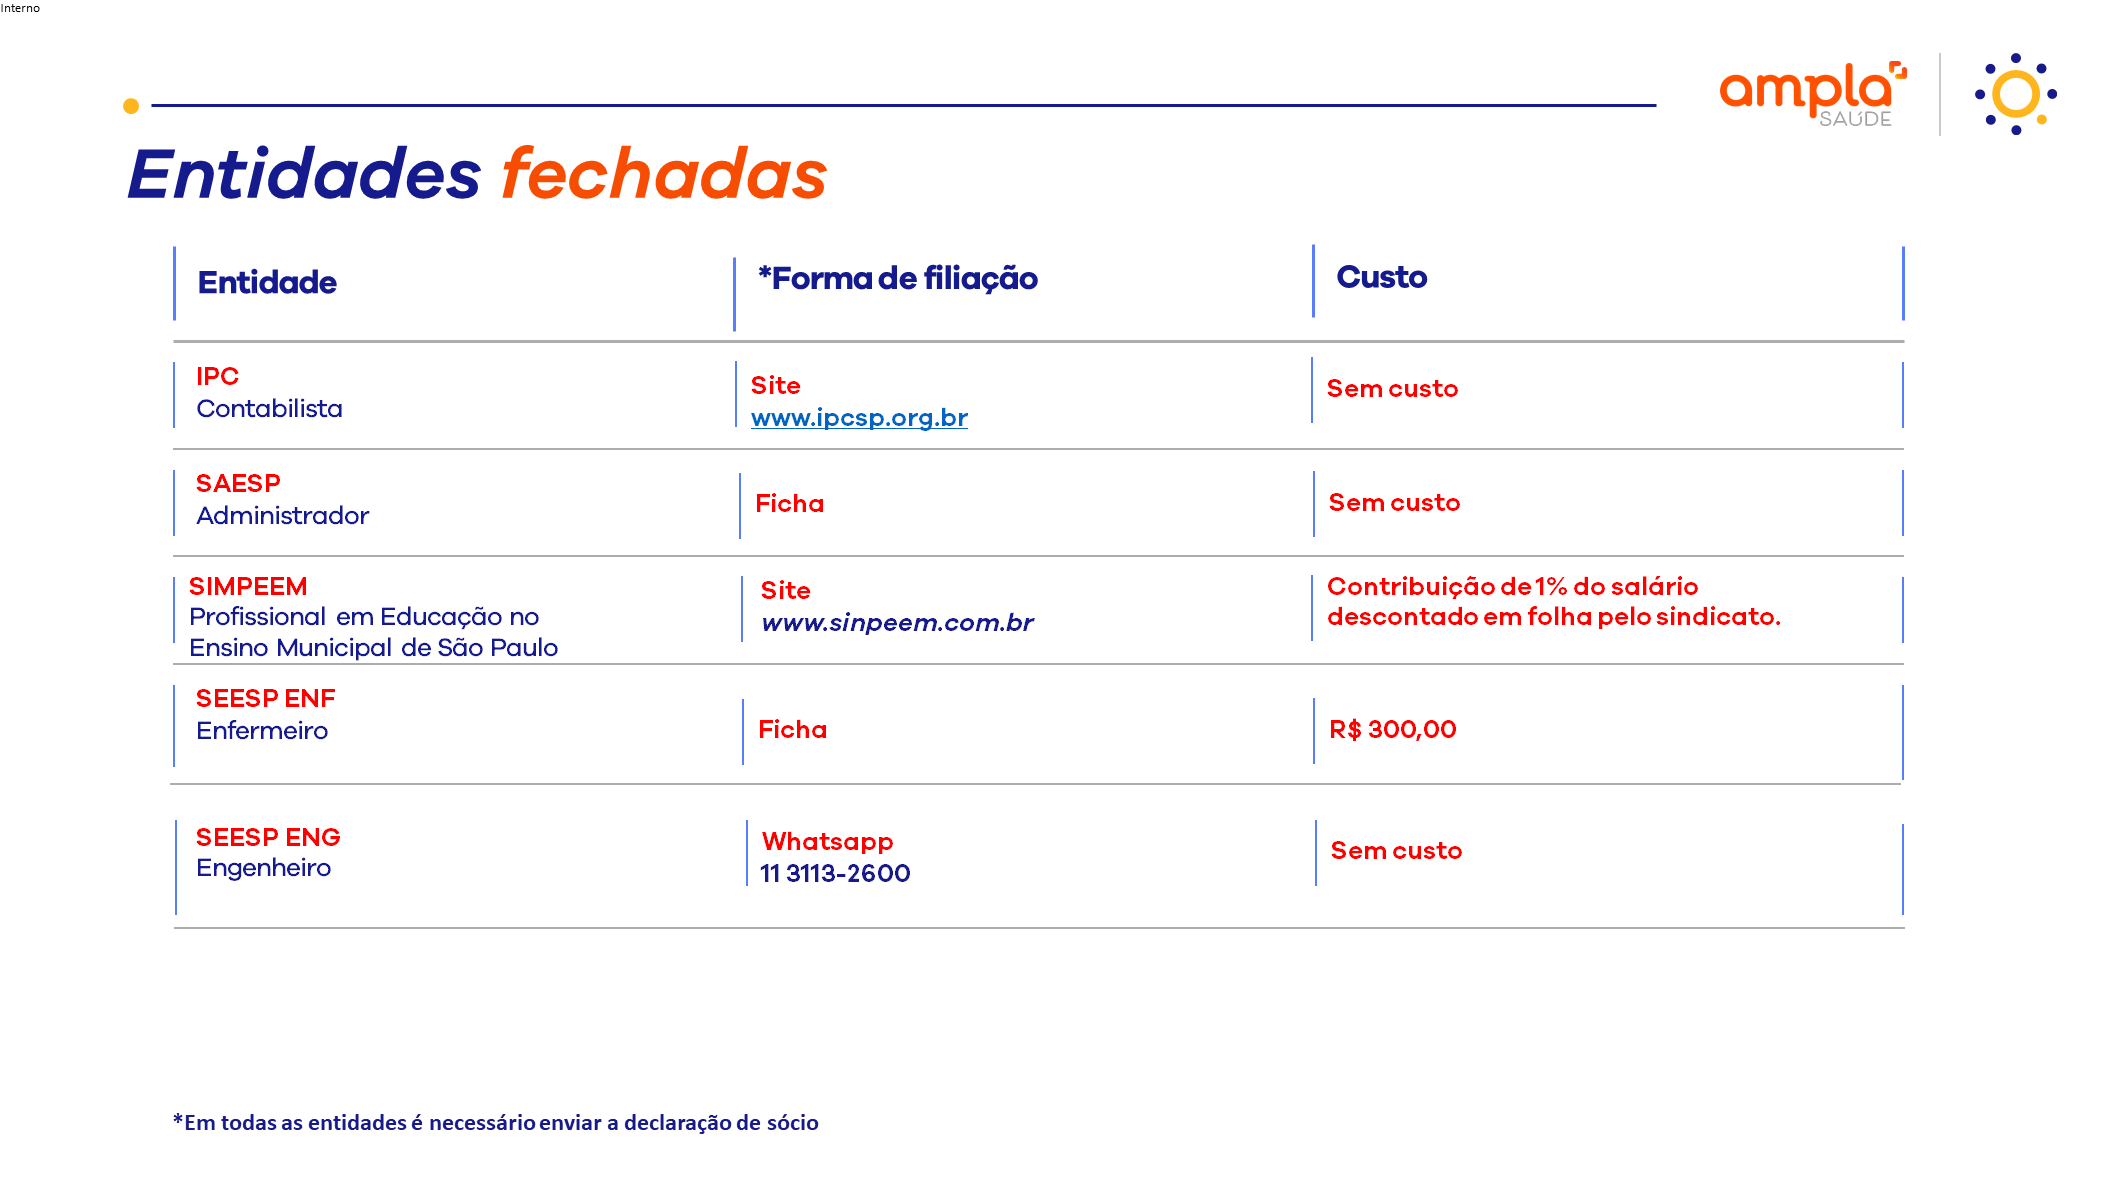 Interno
ampla
SAÚDE
Entidades fechadas
Entidade
*Forma de filiação
Custo
IPC
Contabilista
Site
www.ipcsp.org.br
Sem custo
SAESP
Administrador
Ficha
Sem custo
SIMPEEM
Profissional em Educação no
Ensino Municipal de São Paulo
Site
www.sinpeem.com.br
Contribuição de 1% do salário
descontado em folha pelo sindicato.
SEESP ENF
Enfermeiro
Ficha
R$ 300,00
SEESP ENG
Engenheiro
Whatsapp
11 3113-2600
Sem custo
*Em todas as entidades é necessário enviar a declaração de sócio